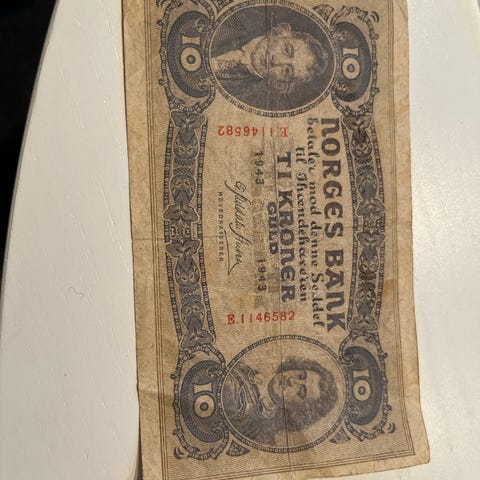 10 10
NORGES BANK
betaler mod denne Seddel
til Ihændehaveren
TI KRONER
GULD
E.1146582 E.1146582
1943 1943
HOVEDKASSERER
10 10